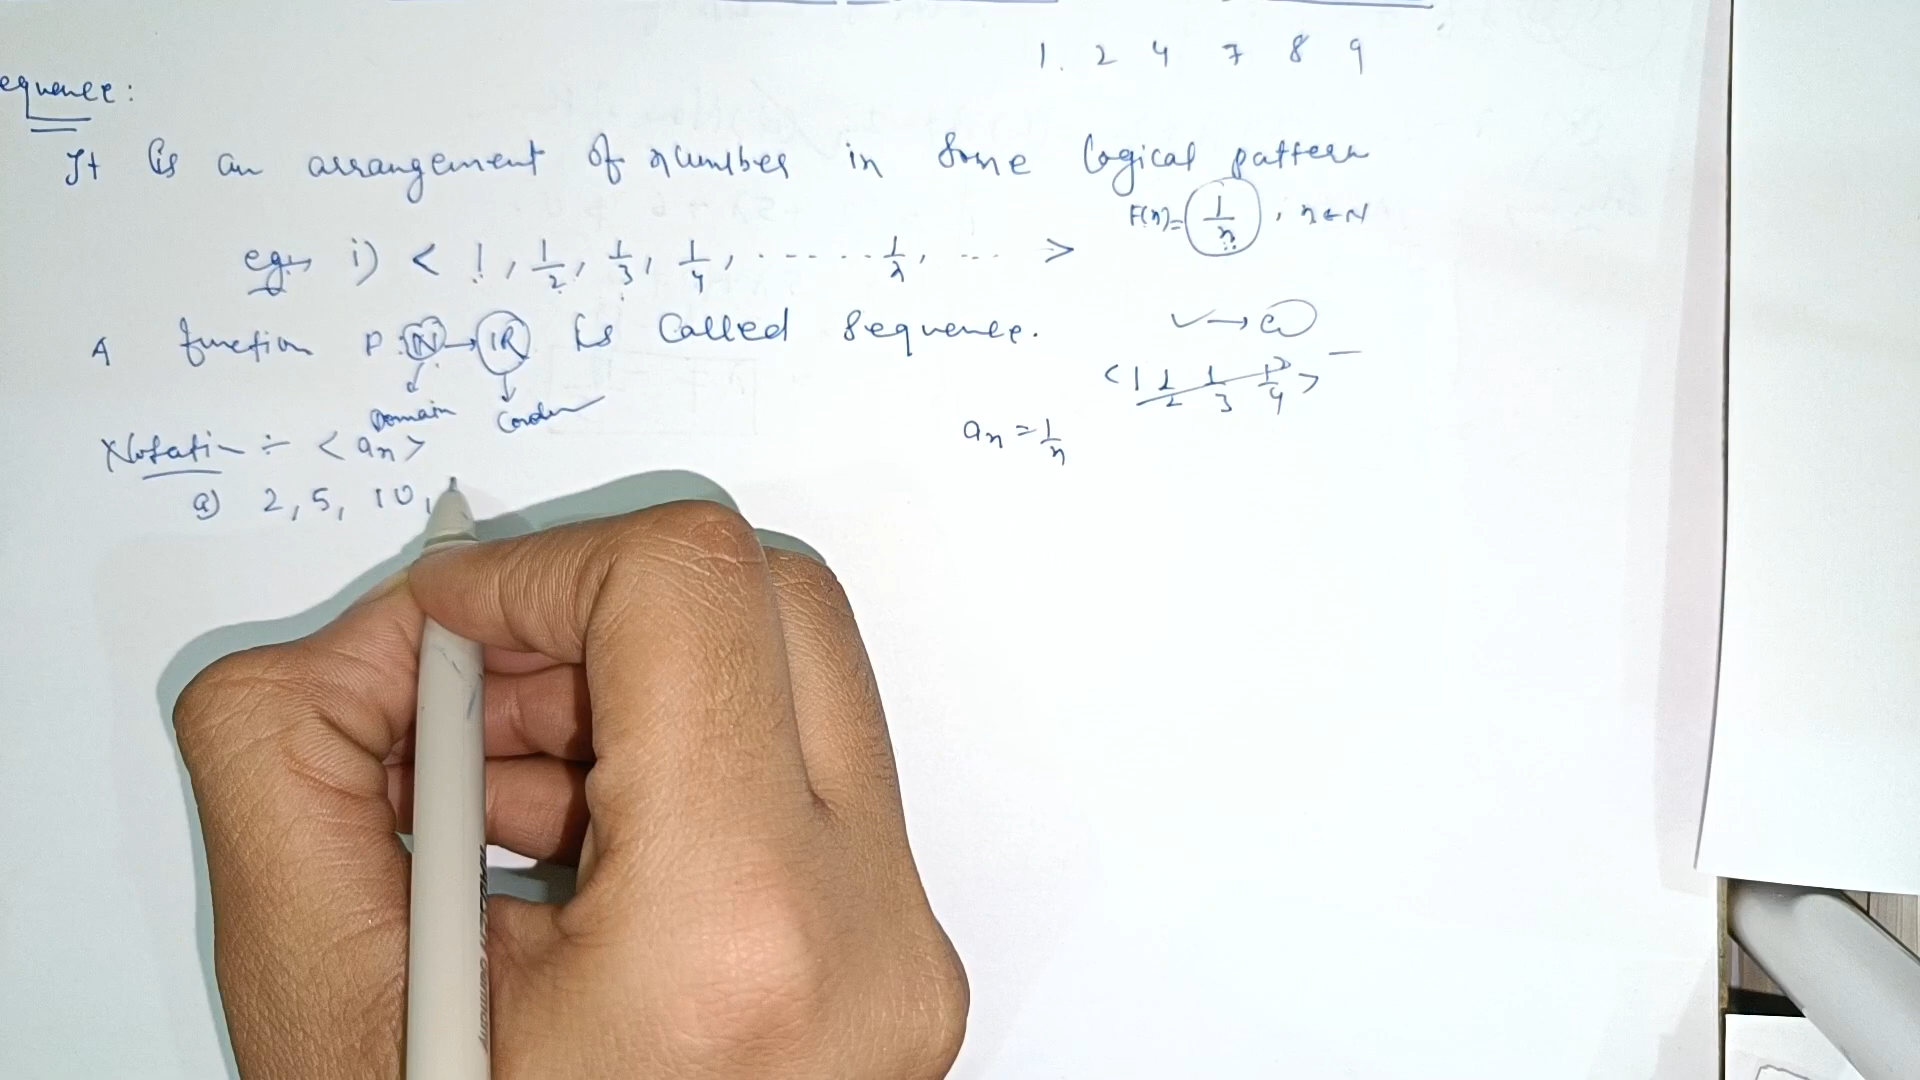 1. 2 4 7 8 9
equence:
It is an arrangement of number in some logical pattern
F(n)= 1/n, n∈N
eg:- i) < 1, 1/2, 1/3, 1/4, ........ 1/n, ... >
A function F: N→IR is called sequence.
Domain
< 1 1/2 1/3 1/4 >
an = 1/n
Notation :- < an >
a) 2, 5, 10,